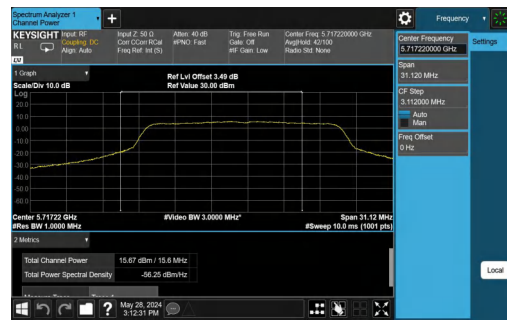 Spectrum Analyzer 1
Channel Power
KEYSIGHT
RL
Input: RF
Coupling: DC
Align: Auto
Input Z: 50 Ω
Corr CCorr RCal
Freq Ref: Int (S)
Atten: 40 dB
#PNO: Fast
Trig: Free Run
Gate: Off
#IF Gain: Low
Center Freq: 5.717220000 GHz
Avg|Hold: 42/100
Radio Std: None
1 Graph
Scale/Div 10.0 dB
Ref Lvl Offset 3.49 dB
Ref Value 30.00 dBm
Log
20.0
10.0
0.00
-10.0
-20.0
-30.0
-40.0
-50.0
-60.0
Center 5.71722 GHz
#Res BW 1.0000 MHz
#Video BW 3.0000 MHz*
Span 31.12 MHz
#Sweep 10.0 ms (1001 pts)
2 Metrics
Total Channel Power 15.67 dBm / 15.6 MHz
Total Power Spectral Density -56.25 dBm/Hz
May 28, 2024
3:12:31 PM
Frequency
Center Frequency
5.717220000 GHz
Settings
Span
31.120 MHz
CF Step
3.112000 MHz
Auto
Man
Freq Offset
0 Hz
Local